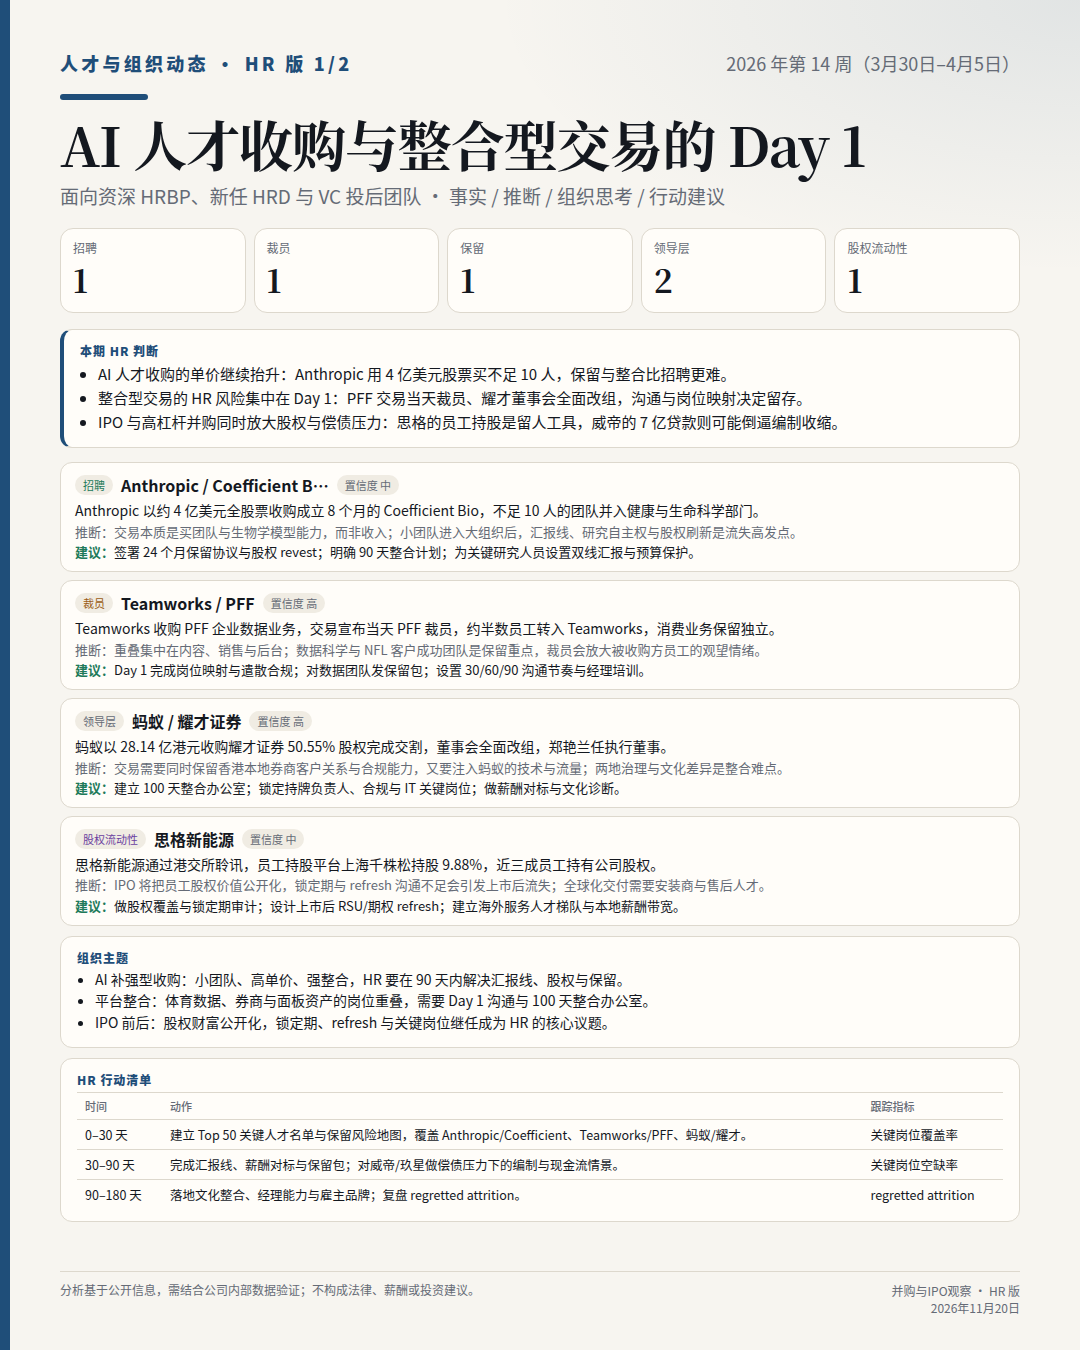 人才与组织动态 · HR 版 1/2
2026 年第 14 周（3月30日–4月5日）
AI 人才收购与整合型交易的 Day 1
面向资深 HRBP、新任 HRD 与 VC 投后团队 · 事实 / 推断 / 组织思考 / 行动建议
招聘
1
裁员
1
保留
1
领导层
2
股权流动性
1
本期 HR 判断
• AI 人才收购的单价继续抬升：Anthropic 用 4 亿美元股票买不足 10 人，保留与整合比招聘更难。
• 整合型交易的 HR 风险集中在 Day 1：PFF 交易当天裁员、耀才董事会全面改组，沟通与岗位映射决定留存。
• IPO 与高杠杆并购同时放大股权与偿债压力：思格的员工持股是留人工具，威帝的 7 亿贷款则可能倒逼编制收缩。
招聘 Anthropic / Coefficient B… 置信度 中
Anthropic 以约 4 亿美元全股票收购成立 8 个月的 Coefficient Bio，不足 10 人的团队并入健康与生命科学部门。
推断：交易本质是买团队与生物学模型能力，而非收入；小团队进入大组织后，汇报线、研究自主权与股权刷新是流失高发点。
建议：签署 24 个月保留协议与股权 revest；明确 90 天整合计划；为关键研究人员设置双线汇报与预算保护。
裁员 Teamworks / PFF 置信度 高
Teamworks 收购 PFF 企业数据业务，交易宣布当天 PFF 裁员，约半数员工转入 Teamworks，消费业务保留独立。
推断：重叠集中在内容、销售与后台；数据科学与 NFL 客户成功团队是保留重点，裁员会放大被收购方员工的观望情绪。
建议：Day 1 完成岗位映射与遣散合规；对数据团队发保留包；设置 30/60/90 沟通节奏与经理培训。
领导层 蚂蚁 / 耀才证券 置信度 高
蚂蚁以 28.14 亿港元收购耀才证券 50.55% 股权完成交割，董事会全面改组，郑艳兰任执行董事。
推断：交易需要同时保留香港本地券商客户关系与合规能力，又要注入蚂蚁的技术与流量；两地治理与文化差异是整合难点。
建议：建立 100 天整合办公室；锁定持牌负责人、合规与 IT 关键岗位；做薪酬对标与文化诊断。
股权流动性 思格新能源 置信度 中
思格新能源通过港交所聆讯，员工持股平台上海千株松持股 9.88%，近三成员工持有公司股权。
推断：IPO 将把员工股权价值公开化，锁定期与 refresh 沟通不足会引发上市后流失；全球化交付需要安装商与售后人才。
建议：做股权覆盖与锁定期审计；设计上市后 RSU/期权 refresh；建立海外服务人才梯队与本地薪酬带宽。
组织主题
• AI 补强型收购：小团队、高单价、强整合，HR 要在 90 天内解决汇报线、股权与保留。
• 平台整合：体育数据、券商与面板资产的岗位重叠，需要 Day 1 沟通与 100 天整合办公室。
• IPO 前后：股权财富公开化，锁定期、refresh 与关键岗位继任成为 HR 的核心议题。
HR 行动清单
时间 动作 跟踪指标
0–30 天 建立 Top 50 关键人才名单与保留风险地图，覆盖 Anthropic/Coefficient、Teamworks/PFF、蚂蚁/耀才。 关键岗位覆盖率
30–90 天 完成汇报线、薪酬对标与保留包；对威帝/玖星做偿债压力下的编制与现金流情景。 关键岗位空缺率
90–180 天 落地文化整合、经理能力与雇主品牌；复盘 regretted attrition。 regretted attrition
分析基于公开信息，需结合公司内部数据验证；不构成法律、薪酬或投资建议。
并购与IPO观察 · HR 版
2026年11月20日